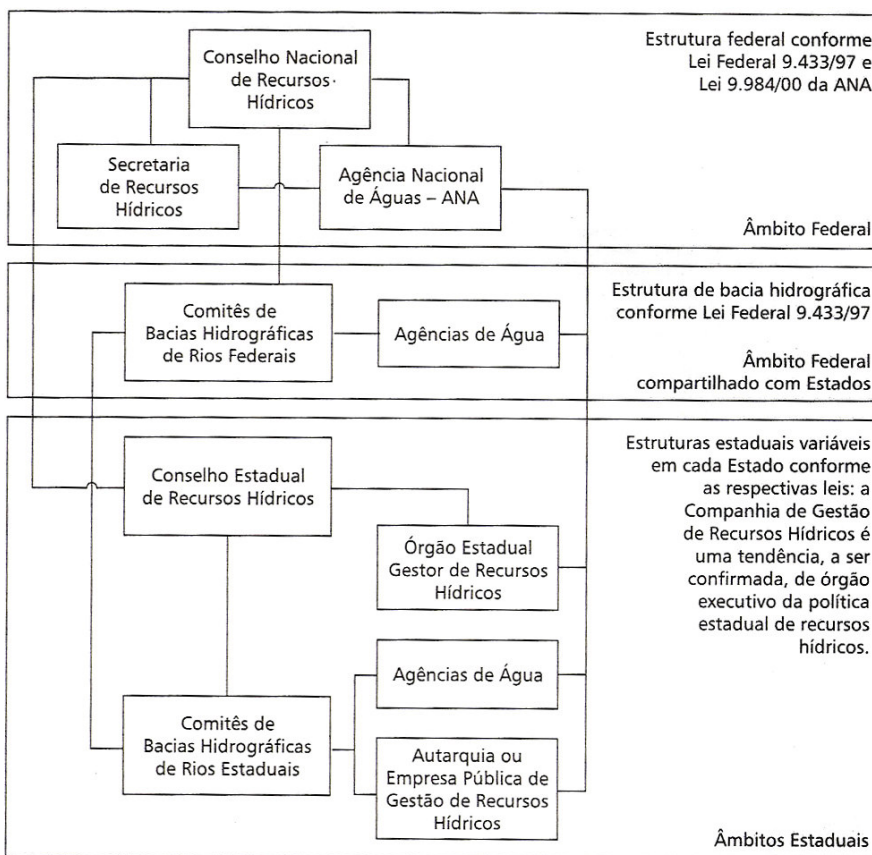 Conselho Nacional
de Recursos
Hídricos
Estrutura federal conforme
Lei Federal 9.433/97 e
Lei 9.984/00 da ANA
Secretaria
de Recursos
Hídricos
Agência Nacional
de Águas – ANA
Âmbito Federal
Comitês de
Bacias Hidrográficas
de Rios Federais
Agências de Água
Estrutura de bacia hidrográfica
conforme Lei Federal 9.433/97
Âmbito Federal
compartilhado com Estados
Conselho Estadual
de Recursos Hídricos
Estruturas estaduais variáveis
em cada Estado conforme
as respectivas leis: a
Companhia de Gestão
de Recursos Hídricos é
uma tendência, a ser
confirmada, de órgão
executivo da política
estadual de recursos
hídricos.
Órgão Estadual
Gestor de Recursos
Hídricos
Agências de Água
Comitês de
Bacias Hidrográficas
de Rios Estaduais
Autarquia ou
Empresa Pública de
Gestão de Recursos
Hídricos
Âmbitos Estaduais